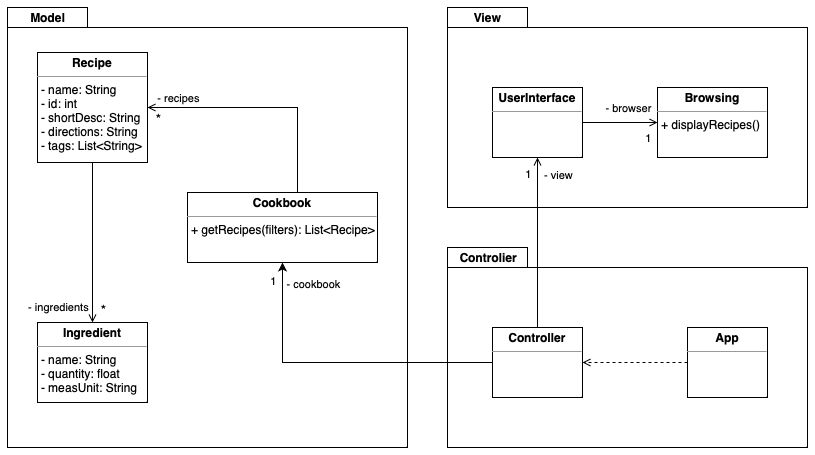 Model
Recipe
- name: String
- id: int
- shortDesc: String
- directions: String
- tags: List<String>
- recipes
*
Cookbook
+ getRecipes(filters): List<Recipe>
1
- cookbook
- ingredients
*
Ingredient
- name: String
- quantity: float
- measUnit: String
View
UserInterface
- browser
1
Browsing
+ displayRecipes()
1
- view
Controller
Controller
App